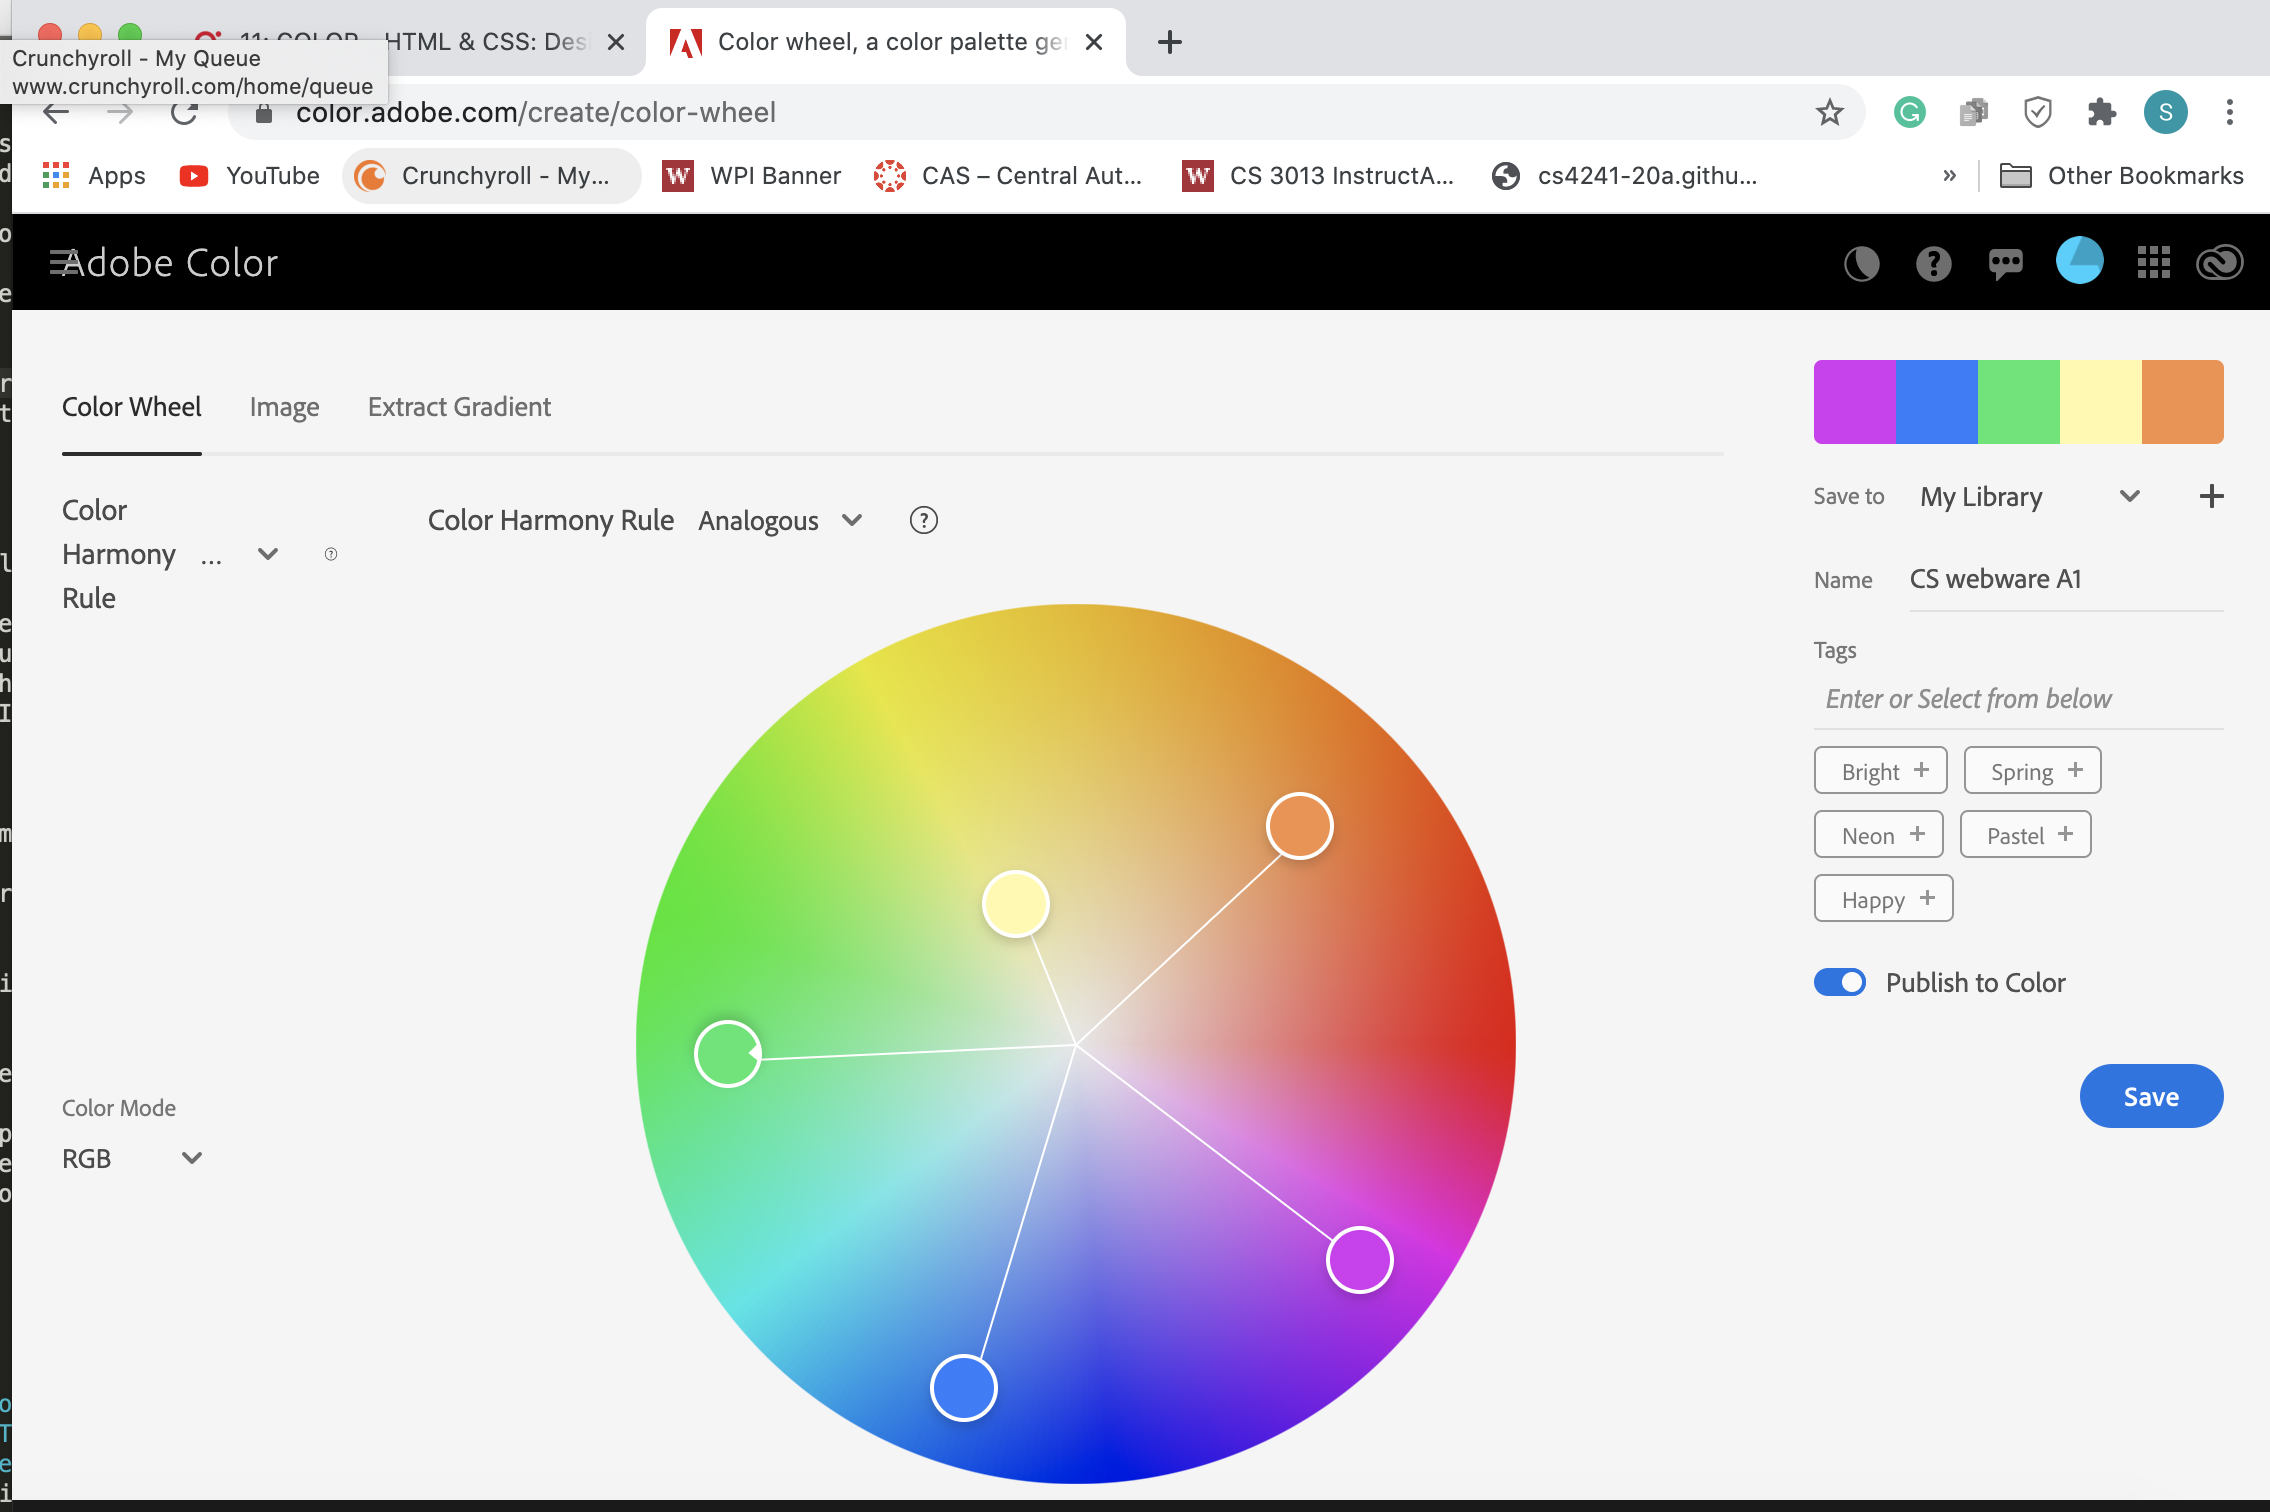 11: COLOR - HTML & CSS: Des
Color wheel, a color palette ge
Crunchyroll - My Queue
www.crunchyroll.com/home/queue
color.adobe.com/create/color-wheel
S
Apps
YouTube
Crunchyroll - My...
WPI Banner
CAS – Central Aut...
CS 3013 InstructA...
cs4241-20a.githu...
»
Other Bookmarks
Adobe Color
Color Wheel
Image
Extract Gradient
Color
Harmony ...
Rule
Color Harmony Rule Analogous
Save to My Library
Name CS webware A1
Tags
Enter or Select from below
Bright +
Spring +
Neon +
Pastel +
Happy +
Publish to Color
Save
Color Mode
RGB